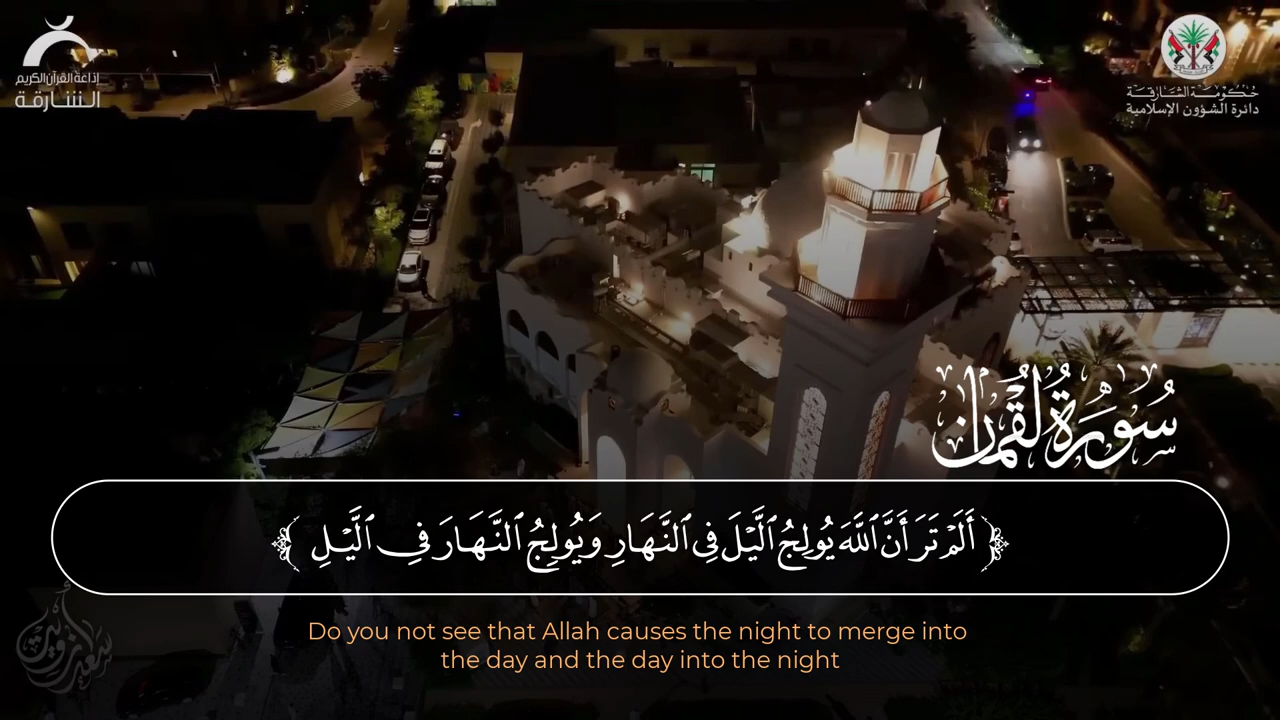 إذاعة القرآن الكريم
الشارقة
حكومة الشارقة
دائرة الشؤون الإسلامية
سُورَةُ لُقْمَان
﴿ أَلَمْ تَرَ أَنَّ ٱللَّهَ يُولِجُ ٱلَّيْلَ فِى ٱلنَّهَارِ وَيُولِجُ ٱلنَّهَارَ فِى ٱلَّيْلِ ﴾
Do you not see that Allah causes the night to merge into
the day and the day into the night